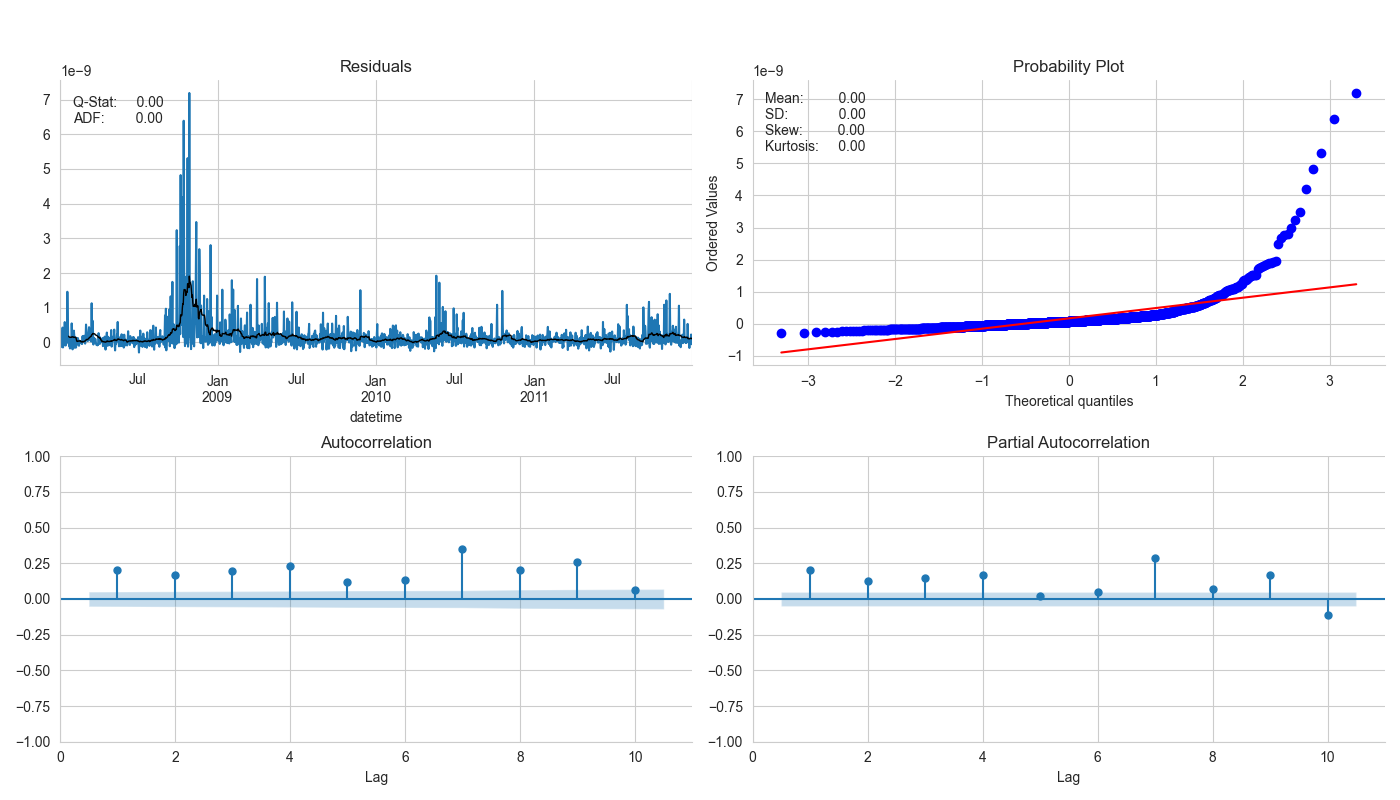 Residuals
1e−9
Q-Stat: 0.00
ADF: 0.00
7
6
5
4
3
2
1
0
Jul Jan Jul Jan Jul Jan Jul
2009 2010 2011
datetime
Probability Plot
1e−9
Mean: 0.00
SD: 0.00
Skew: 0.00
Kurtosis: 0.00
Ordered Values
7
6
5
4
3
2
1
0
−1
−3 −2 −1 0 1 2 3
Theoretical quantiles
Autocorrelation
1.00
0.75
0.50
0.25
0.00
−0.25
−0.50
−0.75
−1.00
0 2 4 6 8 10
Lag
Partial Autocorrelation
1.00
0.75
0.50
0.25
0.00
−0.25
−0.50
−0.75
−1.00
0 2 4 6 8 10
Lag